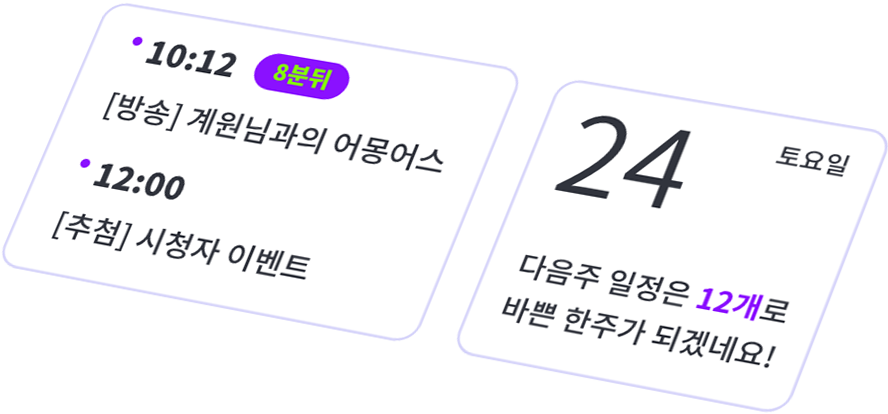 10:12 8분뒤
[방송] 계원님과의 어몽어스
12:00
[추첨] 시청자 이벤트
24 토요일
다음주 일정은 12개로
바쁜 한주가 되겠네요!